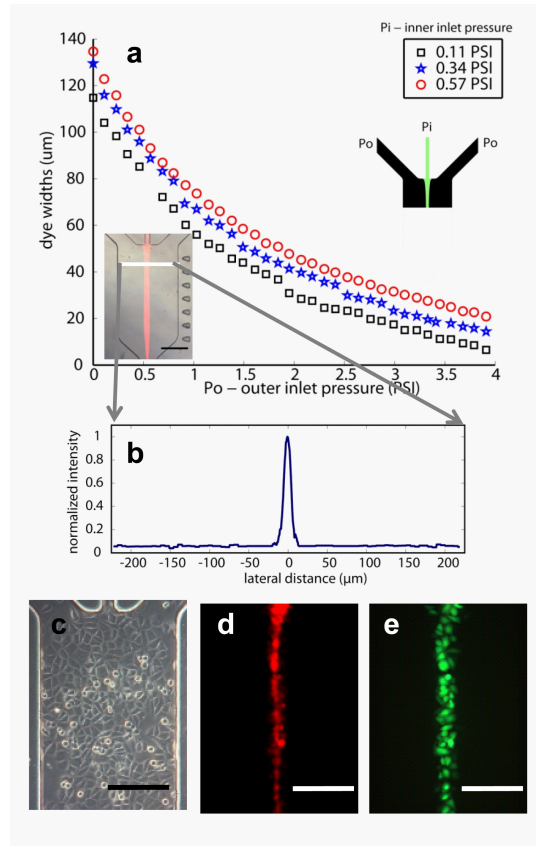 Pi – inner inlet pressure
0.11 PSI
0.34 PSI
0.57 PSI
a
140
120
100
80
60
40
20
0
dye widths (um)
Po
Pi
Po
0 0.5 1 1.5 2 2.5 3 3.5 4
Po – outer inlet pressure (PSI)
b
1
0.8
0.6
0.4
0.2
0
normalized intensity
-200 -150 -100 -50 0 50 100 150 200
lateral distance (µm)
c
d
e